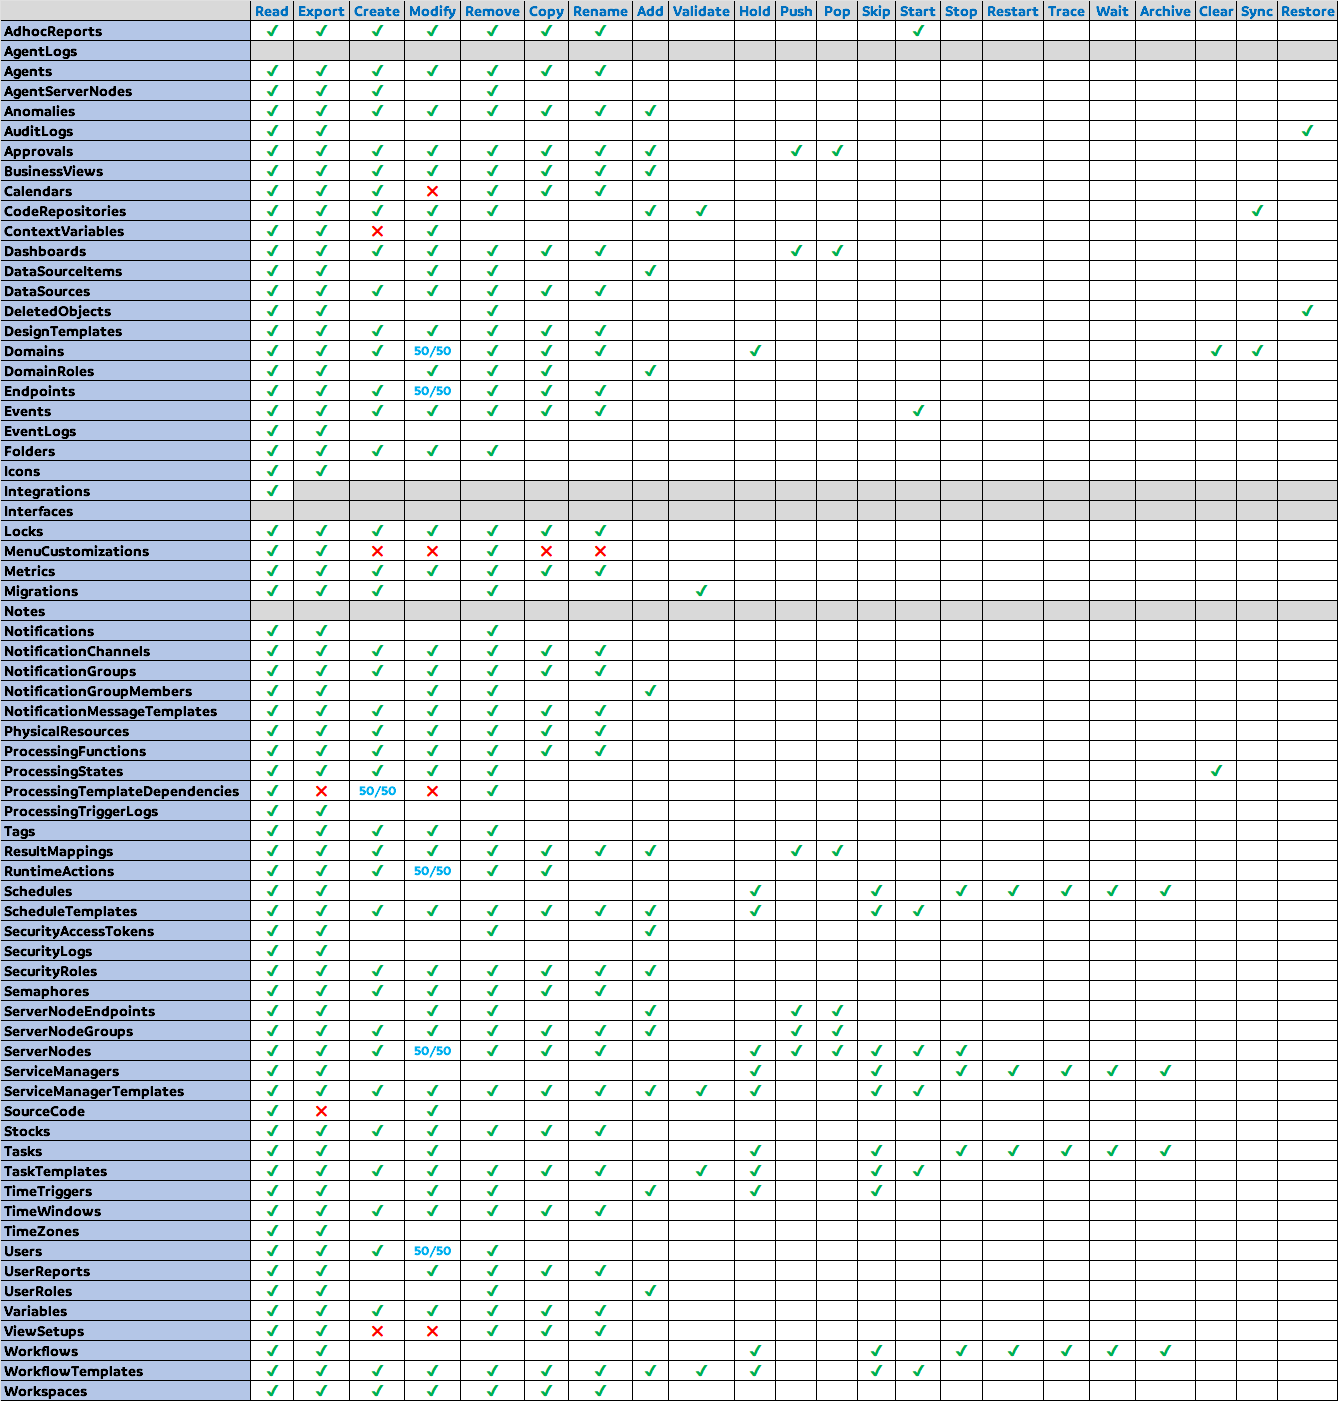 Read Export Create Modify Remove Copy Rename Add Validate Hold Push Pop Skip Start Stop Restart Trace Wait Archive Clear Sync Restore
AdhocReports ✓ ✓ ✓ ✓ ✓ ✓ ✓ ✓
AgentLogs
Agents ✓ ✓ ✓ ✓ ✓ ✓ ✓
AgentServerNodes ✓ ✓ ✓ ✓
Anomalies ✓ ✓ ✓ ✓ ✓ ✓ ✓ ✓
AuditLogs ✓ ✓ ✓
Approvals ✓ ✓ ✓ ✓ ✓ ✓ ✓ ✓ ✓ ✓
BusinessViews ✓ ✓ ✓ ✓ ✓ ✓ ✓ ✓
Calendars ✓ ✓ ✓ ✕ ✓ ✓ ✓
CodeRepositories ✓ ✓ ✓ ✓ ✓ ✓ ✓ ✓
ContextVariables ✓ ✓ ✕ ✓
Dashboards ✓ ✓ ✓ ✓ ✓ ✓ ✓ ✓ ✓
DataSourceItems ✓ ✓ ✓ ✓ ✓
DataSources ✓ ✓ ✓ ✓ ✓ ✓ ✓
DeletedObjects ✓ ✓ ✓ ✓
DesignTemplates ✓ ✓ ✓ ✓ ✓ ✓ ✓
Domains ✓ ✓ ✓ 50/50 ✓ ✓ ✓ ✓ ✓ ✓
DomainRoles ✓ ✓ ✓ ✓ ✓ ✓
Endpoints ✓ ✓ ✓ 50/50 ✓ ✓ ✓
Events ✓ ✓ ✓ ✓ ✓ ✓ ✓ ✓
EventLogs ✓ ✓
Folders ✓ ✓ ✓ ✓ ✓
Icons ✓ ✓
Integrations ✓
Interfaces
Locks ✓ ✓ ✓ ✓ ✓ ✓ ✓
MenuCustomizations ✓ ✓ ✕ ✕ ✓ ✕ ✕
Metrics ✓ ✓ ✓ ✓ ✓ ✓ ✓
Migrations ✓ ✓ ✓ ✓ ✓
Notes
Notifications ✓ ✓ ✓
NotificationChannels ✓ ✓ ✓ ✓ ✓ ✓ ✓
NotificationGroups ✓ ✓ ✓ ✓ ✓ ✓ ✓
NotificationGroupMembers ✓ ✓ ✓ ✓ ✓
NotificationMessageTemplates ✓ ✓ ✓ ✓ ✓ ✓ ✓
PhysicalResources ✓ ✓ ✓ ✓ ✓ ✓ ✓
ProcessingFunctions ✓ ✓ ✓ ✓ ✓ ✓ ✓
ProcessingStates ✓ ✓ ✓ ✓ ✓ ✓
ProcessingTemplateDependencies ✓ ✕ 50/50 ✕ ✓
ProcessingTriggerLogs ✓ ✓
Tags ✓ ✓ ✓ ✓ ✓
ResultMappings ✓ ✓ ✓ ✓ ✓ ✓ ✓ ✓ ✓ ✓
RuntimeActions ✓ ✓ ✓ 50/50 ✓ ✓
Schedules ✓ ✓ ✓ ✓ ✓ ✓ ✓ ✓ ✓
ScheduleTemplates ✓ ✓ ✓ ✓ ✓ ✓ ✓ ✓ ✓ ✓ ✓
SecurityAccessTokens ✓ ✓ ✓ ✓
SecurityLogs ✓ ✓
SecurityRoles ✓ ✓ ✓ ✓ ✓ ✓ ✓ ✓
Semaphores ✓ ✓ ✓ ✓ ✓ ✓ ✓
ServerNodeEndpoints ✓ ✓ ✓ ✓ ✓ ✓ ✓
ServerNodeGroups ✓ ✓ ✓ ✓ ✓ ✓ ✓ ✓ ✓ ✓
ServerNodes ✓ ✓ ✓ 50/50 ✓ ✓ ✓ ✓ ✓ ✓ ✓ ✓ ✓
ServiceManagers ✓ ✓ ✓ ✓ ✓ ✓ ✓ ✓ ✓
ServiceManagerTemplates ✓ ✓ ✓ ✓ ✓ ✓ ✓ ✓ ✓ ✓ ✓ ✓
SourceCode ✓ ✕ ✓
Stocks ✓ ✓ ✓ ✓ ✓ ✓ ✓
Tasks ✓ ✓ ✓ ✓ ✓ ✓ ✓ ✓ ✓ ✓
TaskTemplates ✓ ✓ ✓ ✓ ✓ ✓ ✓ ✓ ✓ ✓ ✓
TimeTriggers ✓ ✓ ✓ ✓ ✓ ✓ ✓
TimeWindows ✓ ✓ ✓ ✓ ✓ ✓ ✓
TimeZones ✓ ✓
Users ✓ ✓ ✓ 50/50 ✓
UserReports ✓ ✓ ✓ ✓ ✓ ✓
UserRoles ✓ ✓ ✓ ✓
Variables ✓ ✓ ✓ ✓ ✓ ✓ ✓
ViewSetups ✓ ✓ ✕ ✕ ✓ ✓ ✓
Workflows ✓ ✓ ✓ ✓ ✓ ✓ ✓ ✓ ✓
WorkflowTemplates ✓ ✓ ✓ ✓ ✓ ✓ ✓ ✓ ✓ ✓ ✓ ✓
Workspaces ✓ ✓ ✓ ✓ ✓ ✓ ✓